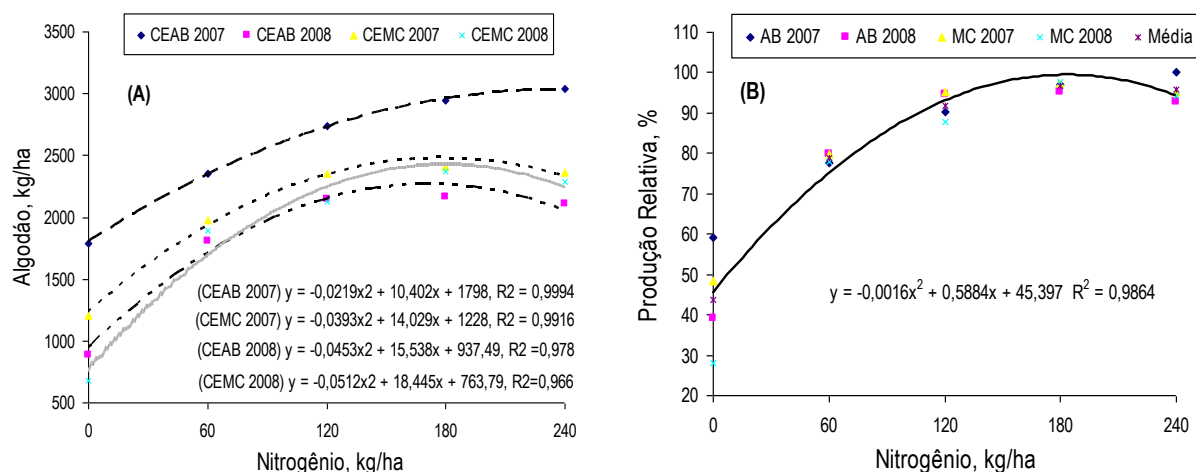 CEAB 2007 CEAB 2008 CEMC 2007 CEMC 2008
(A)
Algodáo, kg/ha
3500
3000
2500
2000
1500
1000
500
(CEAB 2007) y = -0,0219x2 + 10,402x + 1798, R2 = 0,9994
(CEMC 2007) y = -0,0393x2 + 14,029x + 1228, R2 = 0,9916
(CEAB 2008) y = -0,0453x2 + 15,538x + 937,49, R2=0,978
(CEMC 2008) y = -0,0512x2 + 18,445x + 763,79, R2=0,966
0 60 120 180 240
Nitrogênio, kg/ha
AB 2007 AB 2008 MC 2007 MC 2008 Média
(B)
Produção Relativa, %
110
100
90
80
70
60
50
40
30
20
y = -0,0016x² + 0,5884x + 45,397 R² = 0,9864
0 60 120 180 240
Nitrogênio, kg/ha